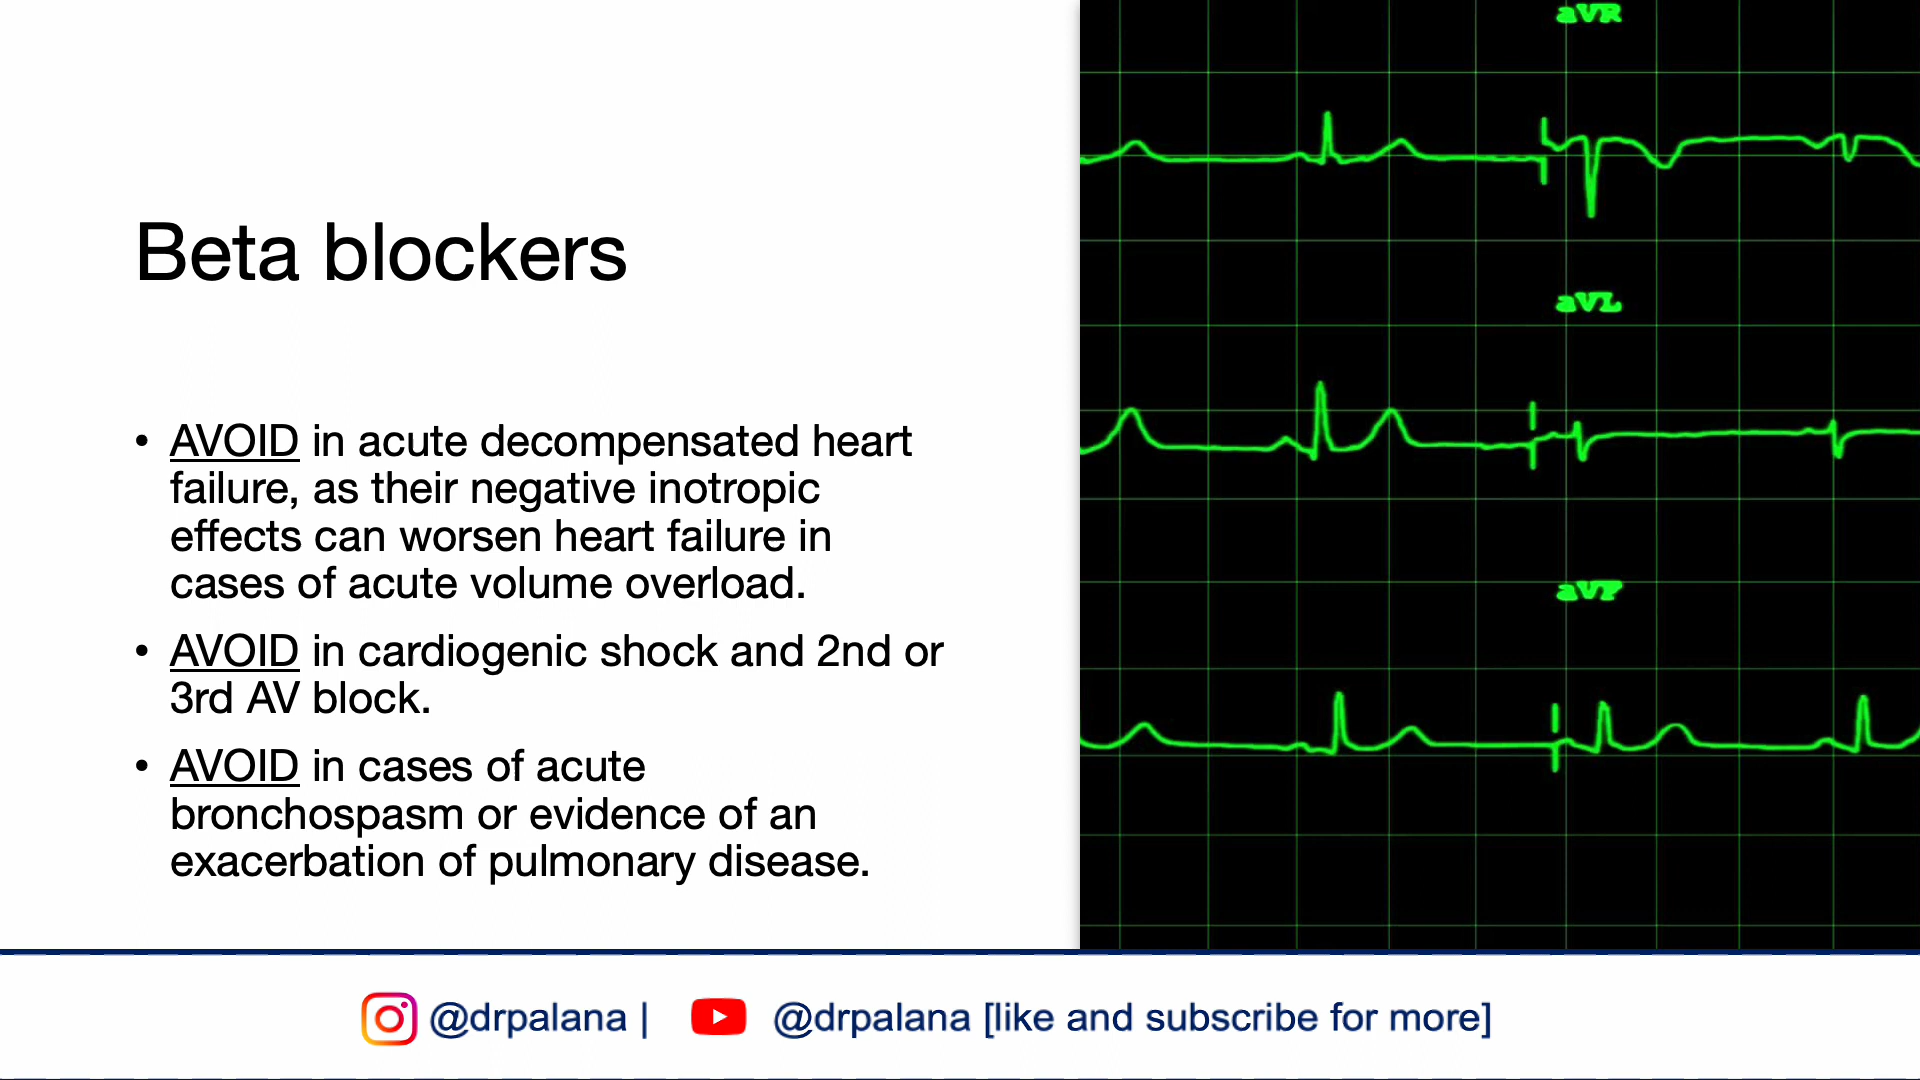 Beta blockers
• AVOID in acute decompensated heart
failure, as their negative inotropic
effects can worsen heart failure in
cases of acute volume overload.
• AVOID in cardiogenic shock and 2nd or
3rd AV block.
• AVOID in cases of acute
bronchospasm or evidence of an
exacerbation of pulmonary disease.
aVR
aVL
aVF
@drpalana | @drpalana [like and subscribe for more]